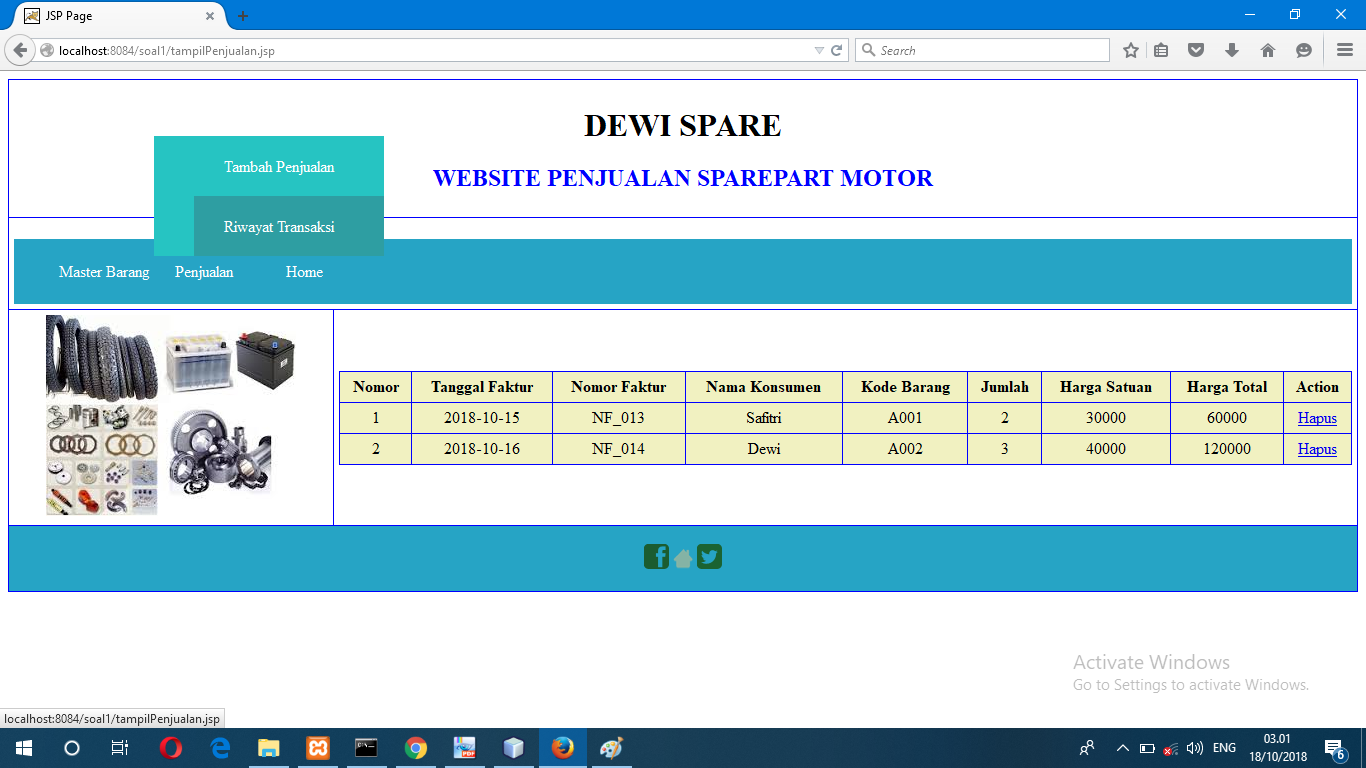 JSP Page
localhost:8084/soal1/tampilPenjualan.jsp
Search
DEWI SPARE
WEBSITE PENJUALAN SPAREPART MOTOR
Tambah Penjualan
Riwayat Transaksi
Master Barang Penjualan Home
Nomor Tanggal Faktur Nomor Faktur Nama Konsumen Kode Barang Jumlah Harga Satuan Harga Total Action
1 2018-10-15 NF_013 Safitri A001 2 30000 60000 Hapus
2 2018-10-16 NF_014 Dewi A002 3 40000 120000 Hapus
Activate Windows
Go to Settings to activate Windows.
localhost:8084/soal1/tampilPenjualan.jsp
PDF
ENG
03.01
18/10/2018
6